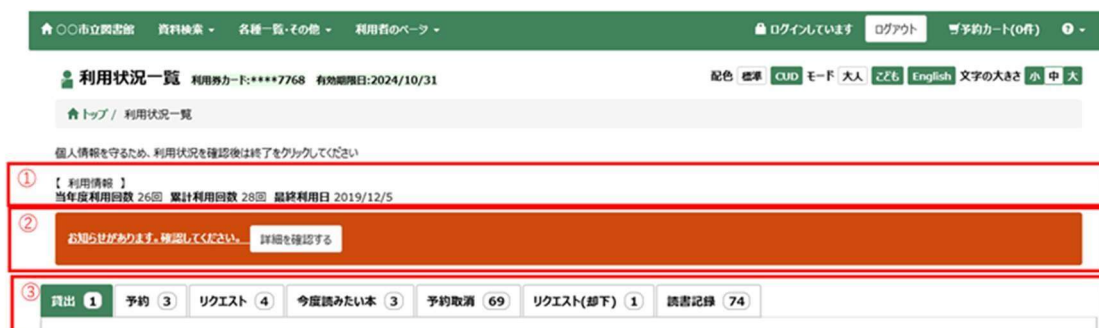 ○○市立図書館 資料検索 各種一覧・その他 利用者のページ ログインしています ログアウト 予約カート(0件)
利用状況一覧 利用券カード:****7768 有効期限日:2024/10/31 配色 標準 CUD モード 大人 こども English 文字の大きさ 小 中 大
トップ / 利用状況一覧
個人情報を守るため、利用状況を確認後は終了をクリックしてください
① 【 利用情報 】
当年度利用回数 26回 累計利用回数 28回 最終利用日 2019/12/5
②
お知らせがあります。確認してください。 詳細を確認する
③
貸出 1 予約 3 リクエスト 4 今度読みたい本 3 予約取消 69 リクエスト(却下) 1 読書記録 74